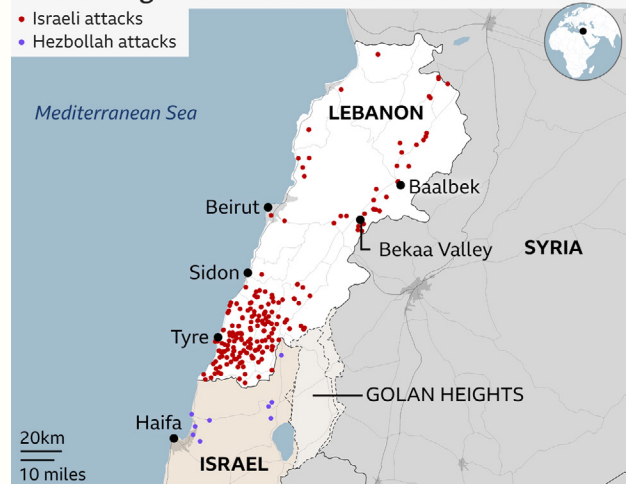 Israeli attacks
Hezbollah attacks
Mediterranean Sea
LEBANON
Baalbek
Beirut
Bekaa Valley
SYRIA
Sidon
Tyre
GOLAN HEIGHTS
Haifa
20km
10 miles
ISRAEL